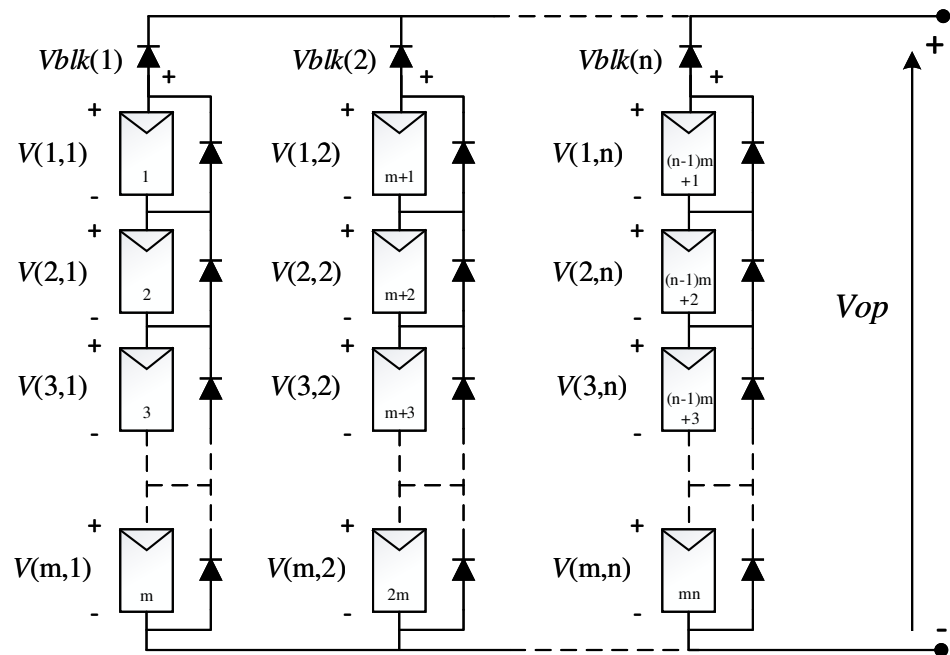 Vblk(1) Vblk(2) Vblk(n) +
+ + +
+ + +
V(1,1) 1 V(1,2) m+1 V(1,n) (n-1)m
+1
- - -
+ + +
V(2,1) 2 V(2,2) m+2 V(2,n) (n-1)m
+2
- - -
Vop
+ + +
V(3,1) 3 V(3,2) m+3 V(3,n) (n-1)m
+3
- - -
+ + +
V(m,1) m V(m,2) 2m V(m,n) mn
- - - -